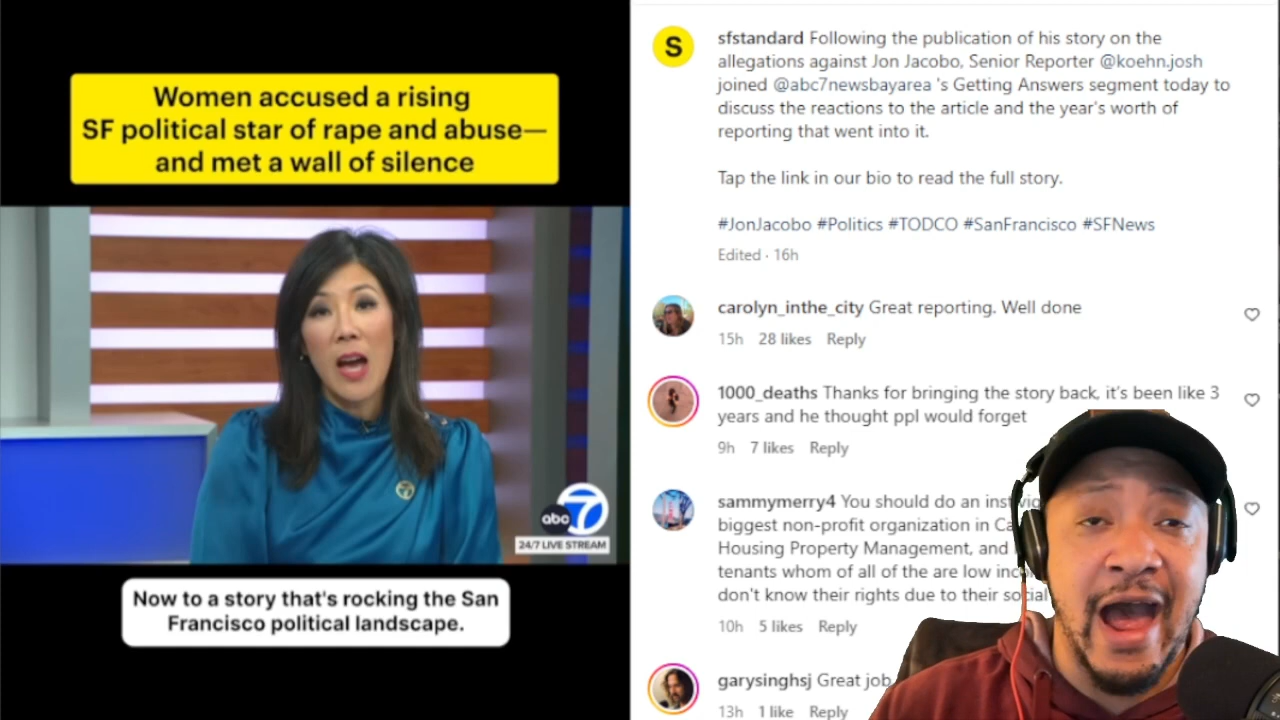 Women accused a rising
SF political star of rape and abuse—
and met a wall of silence
abc 7
24/7 LIVE STREAM
Now to a story that's rocking the San
Francisco political landscape.
S
sfstandard Following the publication of his story on the
allegations against Jon Jacobo, Senior Reporter @koehn.josh
joined @abc7newsbayarea 's Getting Answers segment today to
discuss the reactions to the article and the year's worth of
reporting that went into it.
Tap the link in our bio to read the full story.
#JonJacobo #Politics #TODCO #SanFrancisco #SFNews
Edited · 16h
carolyn_inthe_city Great reporting. Well done
15h 28 likes Reply
1000_deaths Thanks for bringing the story back, it's been like 3
years and he thought ppl would forget
9h 7 likes Reply
sammymerry4 You should do an
biggest non-profit organization in
Housing Property Management, and
tenants whom of all of the are low
don't know their rights due to their social
10h 5 likes Reply
garysinghsj Great job
13h 1 like Reply